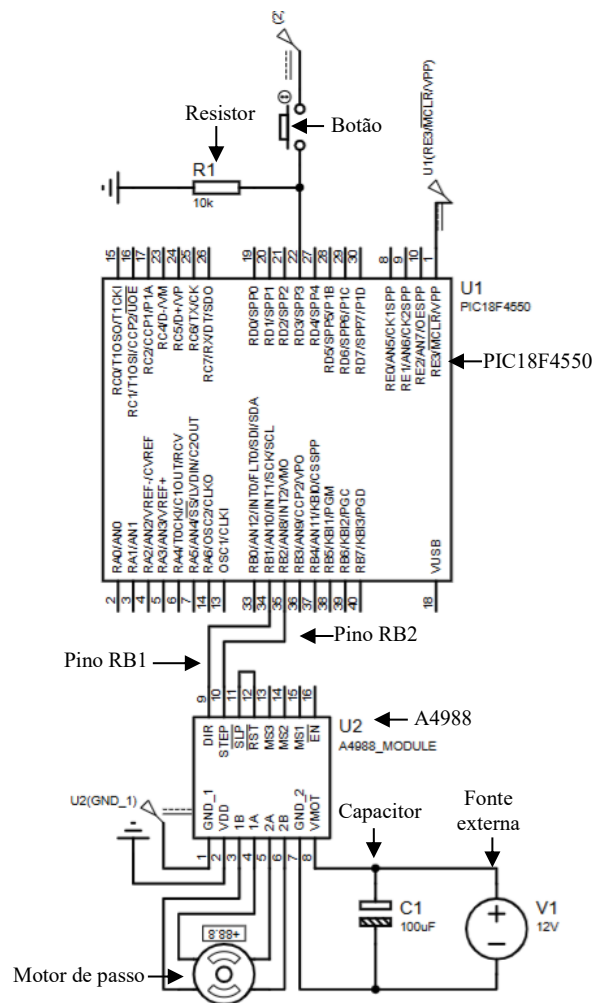 (2)
Resistor
Botão
R1
10k
U1(RE3/MCLR/VPP)
15
16
17
23
24
25
26
19
20
21
22
27
28
29
30
8
9
10
1
RC0/T1OSO/T1CKI
RC1/T1OSI/CCP2/UOE
RC2/CCP1/P1A
RC4/D-/VM
RC5/D+/VP
RC6/TX/CK
RC7/RX/DT/SDO
RD0/SPP0
RD1/SPP1
RD2/SPP2
RD3/SPP3
RD4/SPP4
RD5/SPP5/P1B
RD6/SPP6/P1C
RD7/SPP7/P1D
RE0/AN5/CK1SPP
RE1/AN6/CK2SPP
RE2/AN7/OESPP
RE3/MCLR/VPP
U1
PIC18F4550
PIC18F4550
RA0/AN0
RA1/AN1
RA2/AN2/VREF-/CVREF
RA3/AN3/VREF+
RA4/T0CKI/C1OUT/RCV
RA5/AN4/SS/LVDIN/C2OUT
RA6/OSC2/CLKO
OSC1/CLKI
RB0/AN12/INT0/FLT0/SDI/SDA
RB1/AN10/INT1/SCK/SCL
RB2/AN8/INT2/VMO
RB3/AN9/CCP2/VPO
RB4/AN11/KBI0/CSSPP
RB5/KBI1/PGM
RB6/KBI2/PGC
RB7/KBI3/PGD
VUSB
2
3
4
5
6
7
14
13
33
34
35
36
37
38
39
40
18
Pino RB1
Pino RB2
9
10
11
12
13
14
15
16
DIR
STEP
SLP
RST
MS3
MS2
MS1
EN
U2
A4988_MODULE
A4988
U2(GND_1)
GND_1
VDD
1B
1A
2A
2B
GND_2
VMOT
1
2
3
4
5
6
7
8
Capacitor
Fonte
externa
C1
100uF
V1
12V
+88.8
Motor de passo